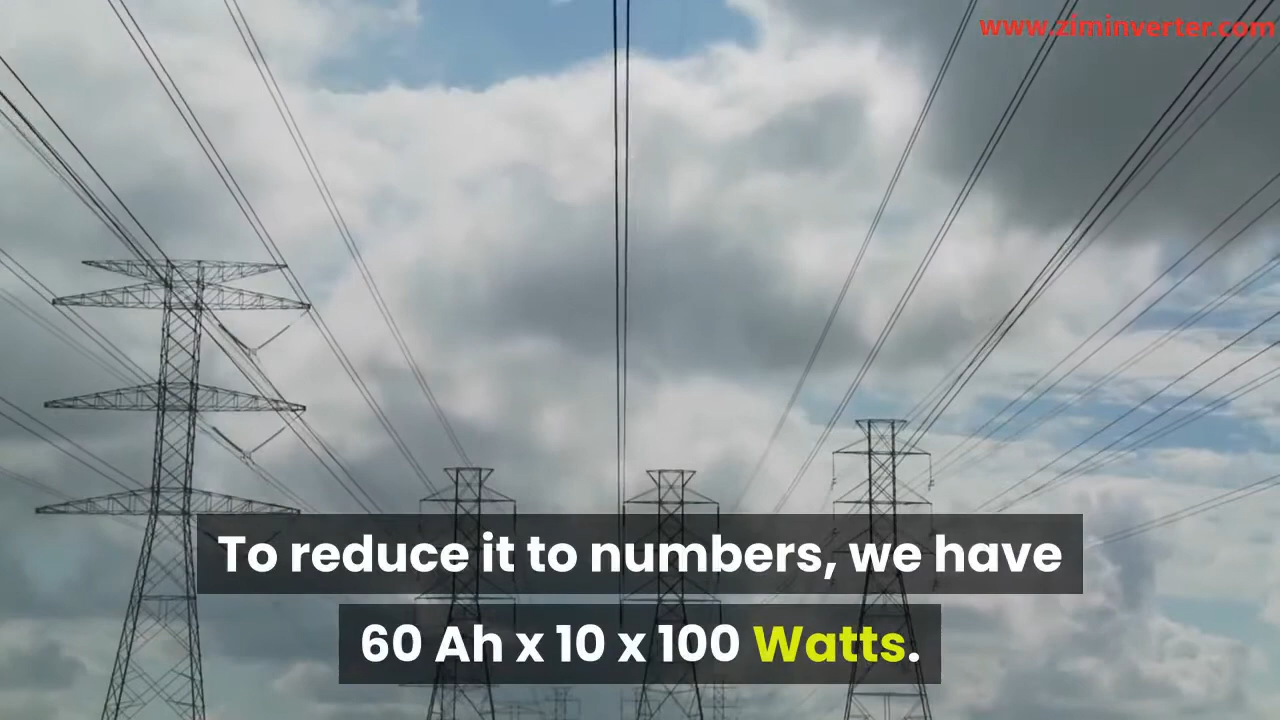 www.ziminverter.com
To reduce it to numbers, we have
60 Ah x 10 x 100 Watts.